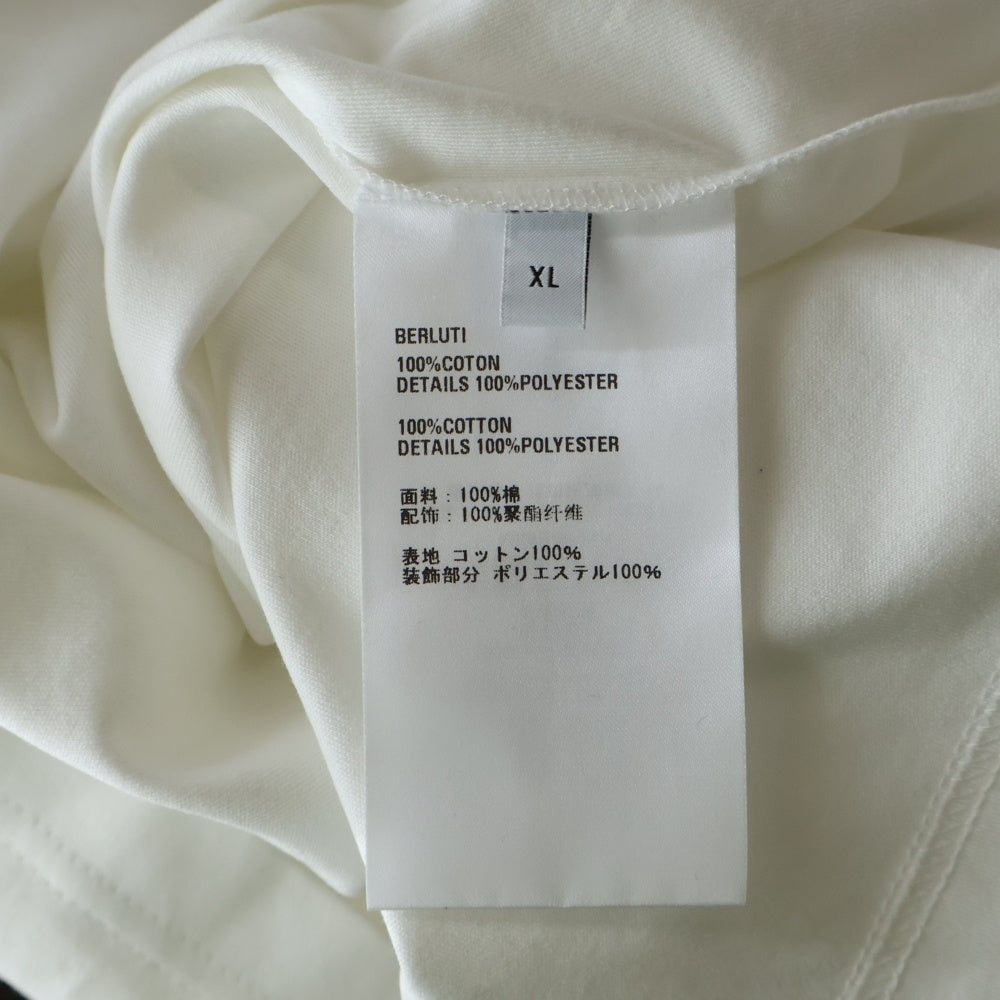 XL
BERLUTI
100%COTON
DETAILS 100%POLYESTER
100%COTTON
DETAILS 100%POLYESTER
面料：100%棉
配饰：100%聚酯纤维
表地 コットン100%
装飾部分 ポリエステル100%